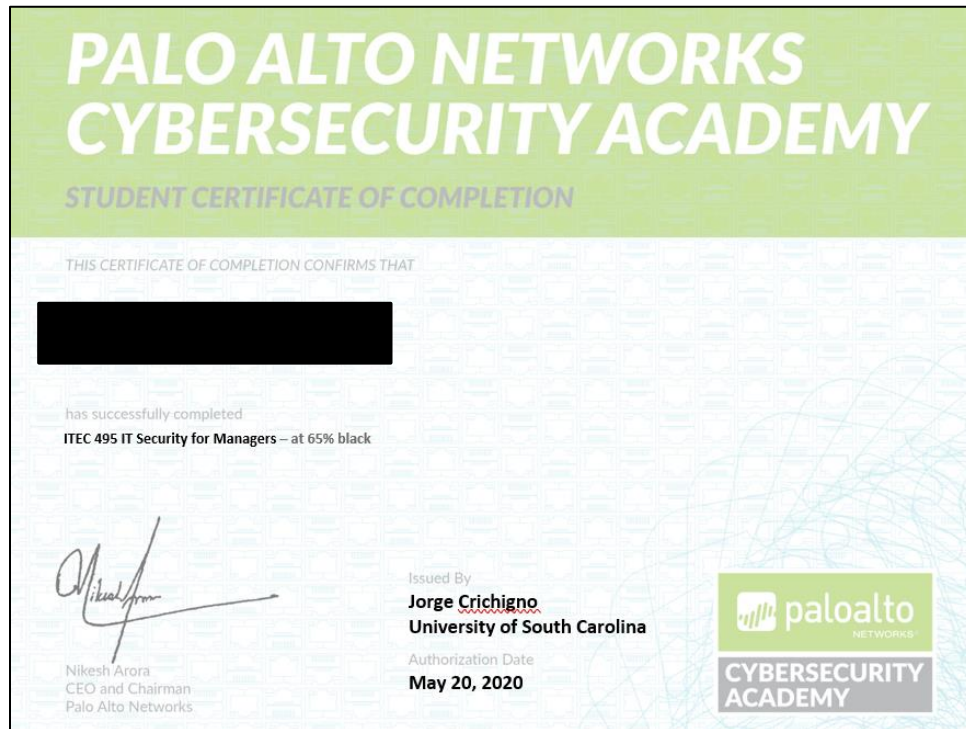 PALO ALTO NETWORKS
CYBERSECURITY ACADEMY
STUDENT CERTIFICATE OF COMPLETION
THIS CERTIFICATE OF COMPLETION CONFIRMS THAT
has successfully completed
ITEC 495 IT Security for Managers – at 65% black
Nikesh Arora
Nikesh Arora
CEO and Chairman
Palo Alto Networks
Issued By
Jorge Crichigno
University of South Carolina
Authorization Date
May 20, 2020
paloalto
NETWORKS®
CYBERSECURITY
ACADEMY